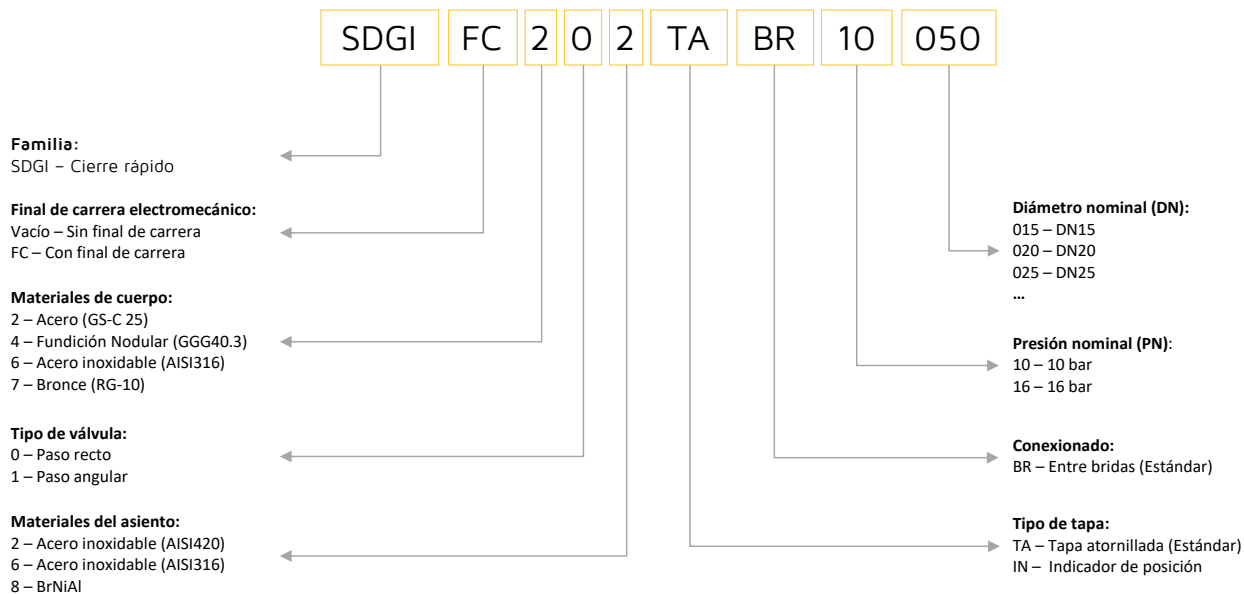 SDGI FC 2 0 2 TA BR 10 050
Familia:
SDGI – Cierre rápido
Final de carrera electromecánico:
Vacío – Sin final de carrera
FC – Con final de carrera
Materiales de cuerpo:
2 – Acero (GS-C 25)
4 – Fundición Nodular (GGG40.3)
6 – Acero inoxidable (AISI316)
7 – Bronce (RG-10)
Tipo de válvula:
0 – Paso recto
1 – Paso angular
Materiales del asiento:
2 – Acero inoxidable (AISI420)
6 – Acero inoxidable (AISI316)
8 – BrNiAl
Diámetro nominal (DN):
015 – DN15
020 – DN20
025 – DN25
...
Presión nominal (PN):
10 – 10 bar
16 – 16 bar
Conexionado:
BR – Entre bridas (Estándar)
Tipo de tapa:
TA – Tapa atornillada (Estándar)
IN – Indicador de posición